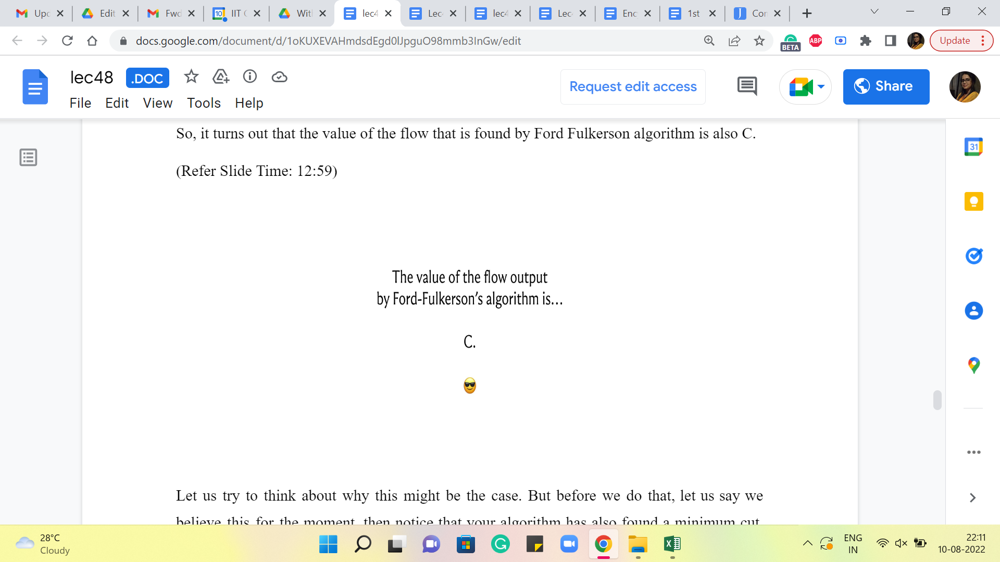 Upc
Edit
Fwd
10
IIT
Wit
lec4
Lec
lec4
Lec
Enc
1st
Con
docs.google.com/document/d/1oKUXEVAHmdsdEgd0lJpguO98mmb3InGw/edit
BETA
ABP
Update
lec48 .DOC
Request edit access
Share
File Edit View Tools Help
So, it turns out that the value of the flow that is found by Ford Fulkerson algorithm is also C.
31
(Refer Slide Time: 12:59)
The value of the flow output
by Ford-Fulkerson's algorithm is...
C.
Let us try to think about why this might be the case. But before we do that, let us say we
believe this for the moment, then notice that your algorithm has also found a minimum cut.
28°C
Cloudy
ENG
IN
22:11
10-08-2022